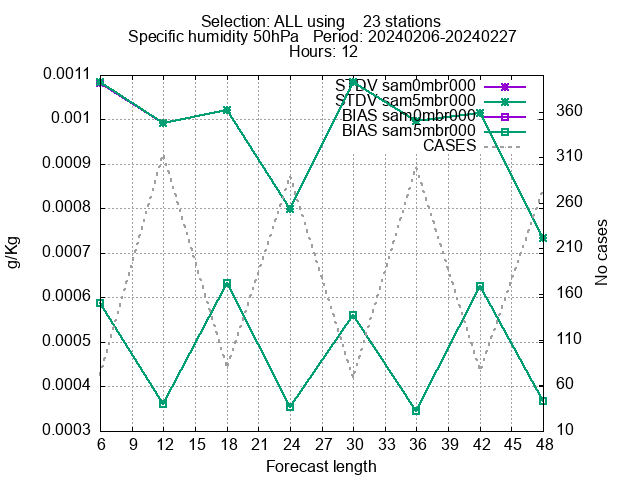 Selection: ALL using    23 stations
Specific humidity 50hPa   Period: 20240206-20240227
Hours: 12
0.0011
0.001
0.0009
0.0008
0.0007
0.0006
0.0005
0.0004
0.0003
g/Kg
STDV sam0mbr000
STDV sam5mbr000
BIAS sam0mbr000
BIAS sam5mbr000
CASES
360
310
260
210
160
110
60
10
No cases
6 9 12 15 18 21 24 27 30 33 36 39 42 45 48
Forecast length